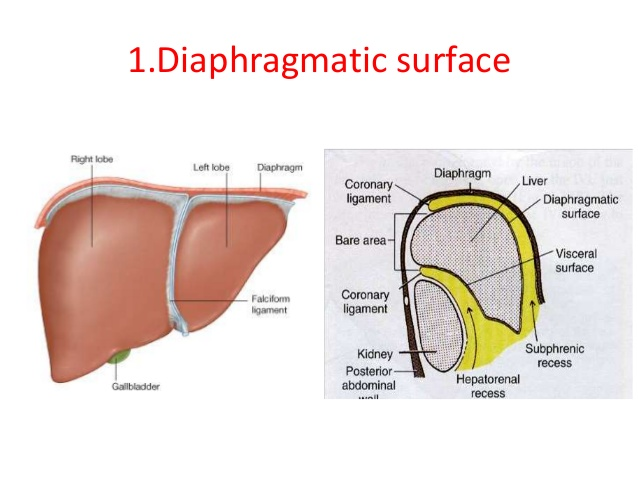 1.Diaphragmatic surface
Right lobe
Left lobe
Diaphragm
Falciform
ligament
Gallbladder
Diaphragm
Liver
Coronary
ligament
Diaphragmatic
surface
Bare area
Visceral
surface
Coronary
ligament
Subphrenic
recess
Kidney
Posterior
abdominal
Hepatorenal
recess